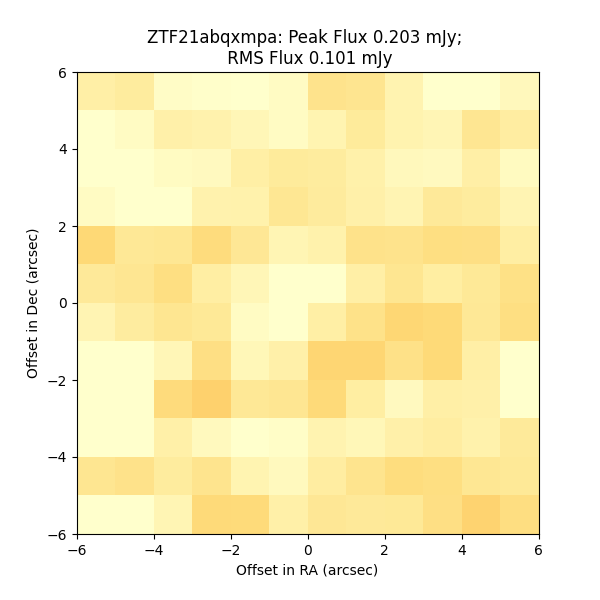 ZTF21abqxmpa: Peak Flux 0.203 mJy;
RMS Flux 0.101 mJy
6
4
2
0
−2
−4
−6
Offset in Dec (arcsec)
−6 −4 −2 0 2 4 6
Offset in RA (arcsec)